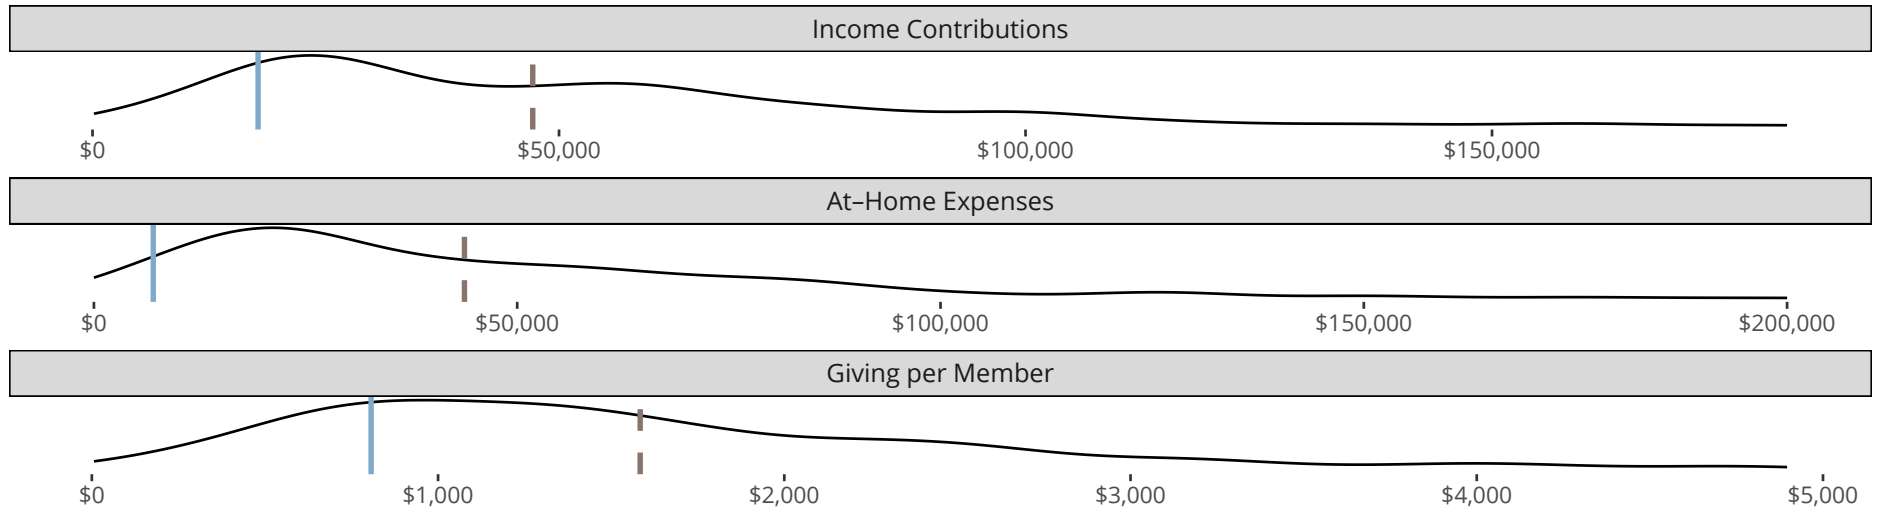 Income Contributions
$0 $50,000 $100,000 $150,000
At–Home Expenses
$0 $50,000 $100,000 $150,000 $200,000
Giving per Member
$0 $1,000 $2,000 $3,000 $4,000 $5,000